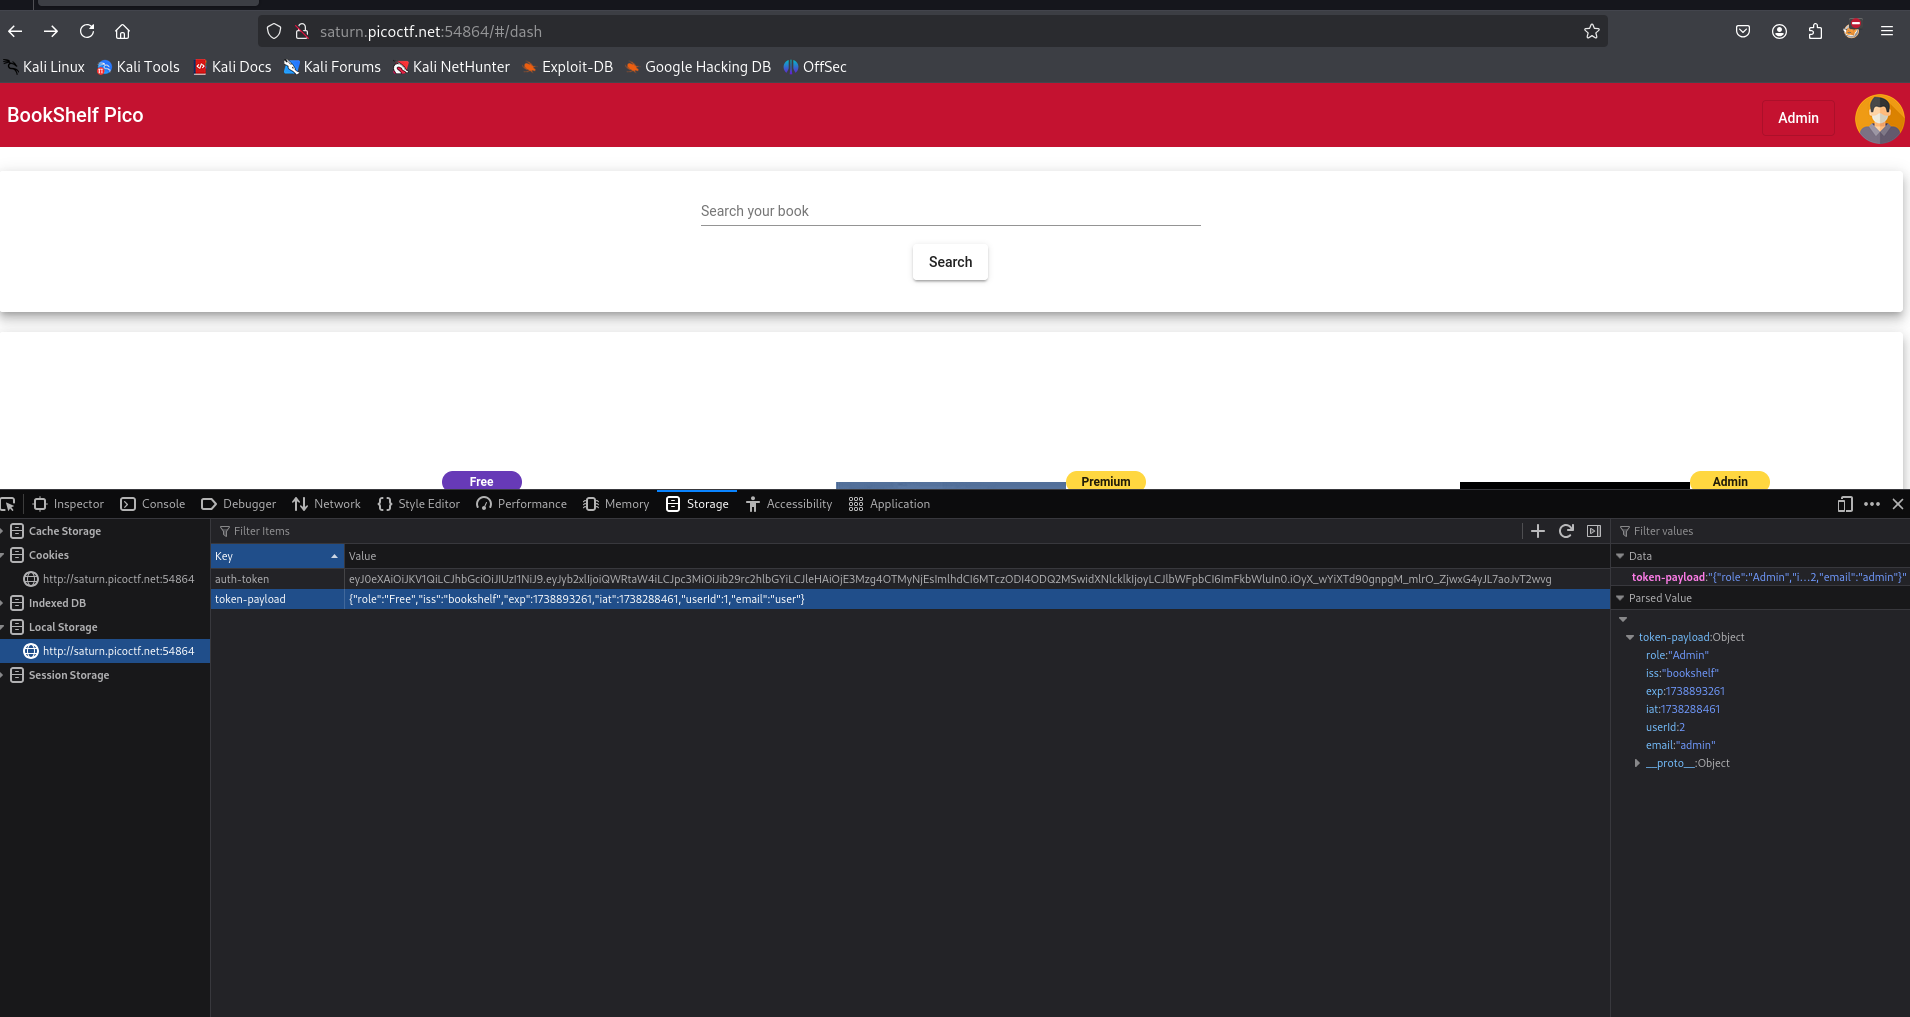 saturn.picoctf.net:54864/#/dash
Kali Linux Kali Tools Kali Docs Kali Forums Kali NetHunter Exploit-DB Google Hacking DB OffSec
BookShelf Pico
Admin
Search your book
Search
Free Premium Admin
Inspector Console Debugger Network Style Editor Performance Memory Storage Accessibility Application
Cache Storage
Cookies
http://saturn.picoctf.net:54864
Indexed DB
Local Storage
http://saturn.picoctf.net:54864
Session Storage
Filter Items
Key Value
auth-token eyJ0eXAiOiJKV1QiLCJhbGciOiJIUzI1NiJ9.eyJyb2xlIjoiQWRtaW4iLCJpc3MiOiJib29rc2hlbGYiLCJleHAiOjE3Mzg4OTMyNjEsImlhdCI6MTczODI4ODQ2MSwidXNlcklkIjoyLCJlbWFpbCI6ImFkbWluIn0.iOyX_wYiXTd90gnpgM_mlrO_ZjwxG4yJL7aoJvT2wvg
token-payload {"role":"Free","iss":"bookshelf","exp":1738893261,"iat":1738288461,"userId":1,"email":"user"}
Filter values
Data
token-payload:"{"role":"Admin","i...2,"email":"admin"}"
Parsed Value
token-payload:Object
role:"Admin"
iss:"bookshelf"
exp:1738893261
iat:1738288461
userId:2
email:"admin"
__proto__:Object